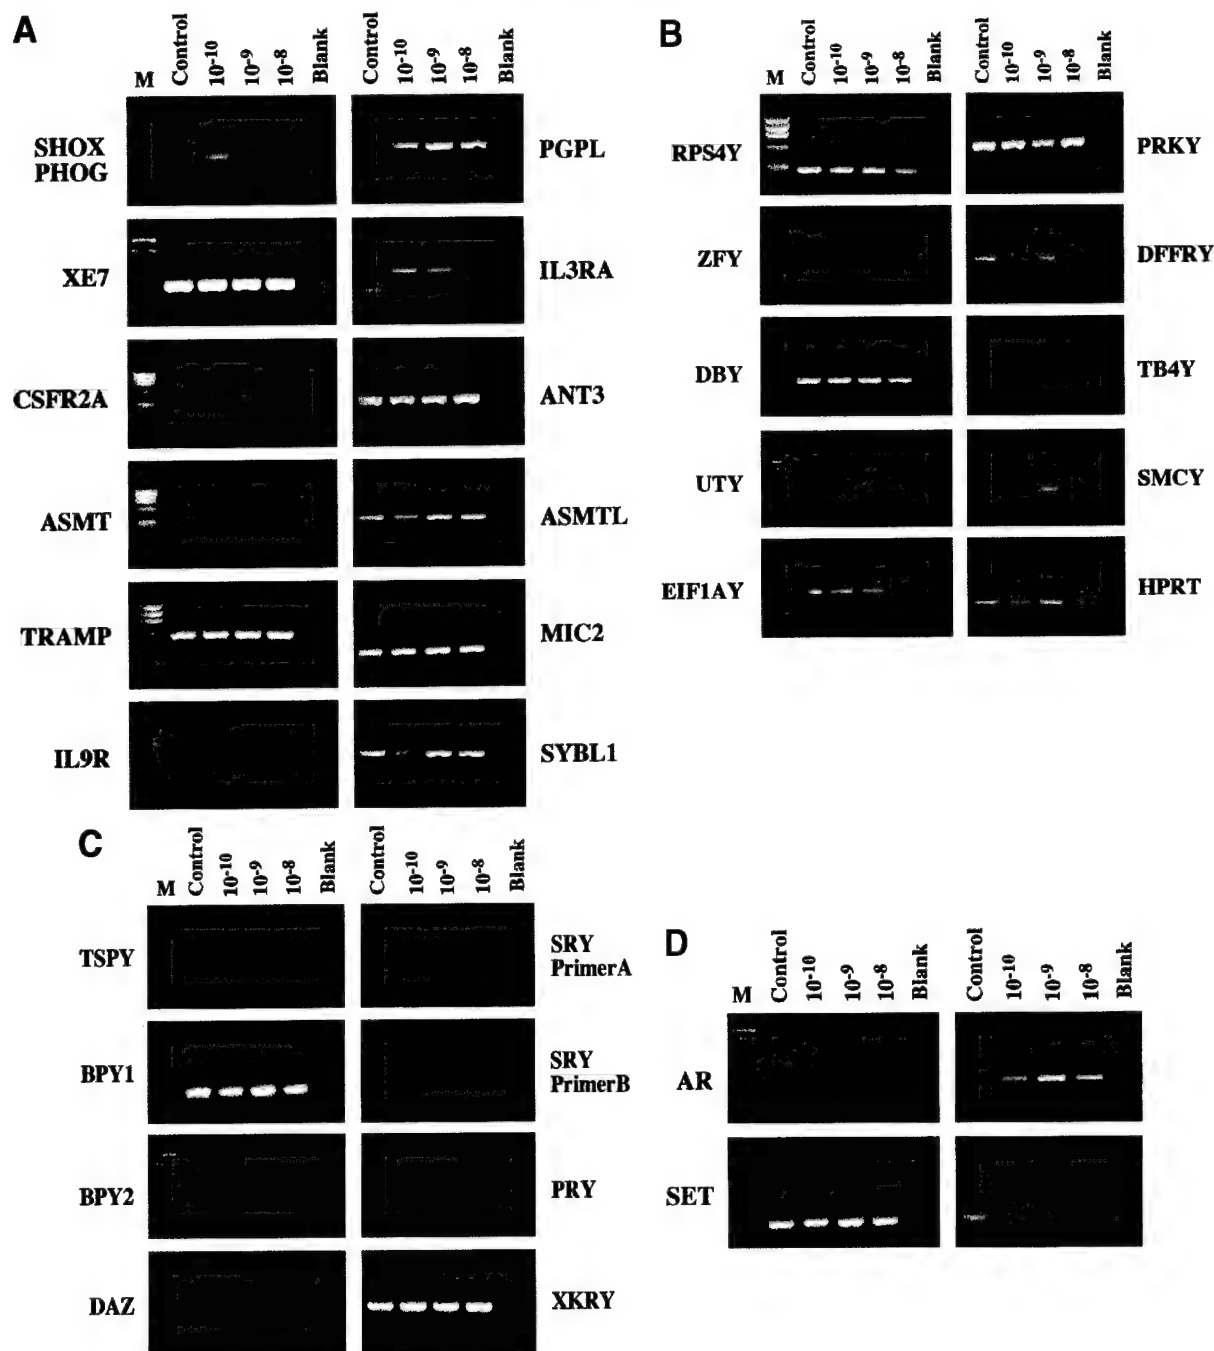 A
M Control 10-10 10-9 10-8 Blank Control 10-10 10-9 10-8 Blank
SHOX
PHOG
PGPL
XE7
IL3RA
CSFR2A
ANT3
ASMT
ASMTL
TRAMP
MIC2
IL9R
SYBL1
B
M Control 10-10 10-9 10-8 Blank Control 10-10 10-9 10-8 Blank
RPS4Y
PRKY
ZFY
DFFRY
DBY
TB4Y
UTY
SMCY
EIF1AY
HPRT
C
M Control 10-10 10-9 10-8 Blank Control 10-10 10-9 10-8 Blank
TSPY
SRY
PrimerA
BPY1
SRY
PrimerB
BPY2
PRY
DAZ
XKRY
D
M Control 10-10 10-9 10-8 Blank Control 10-10 10-9 10-8 Blank
AR
SET